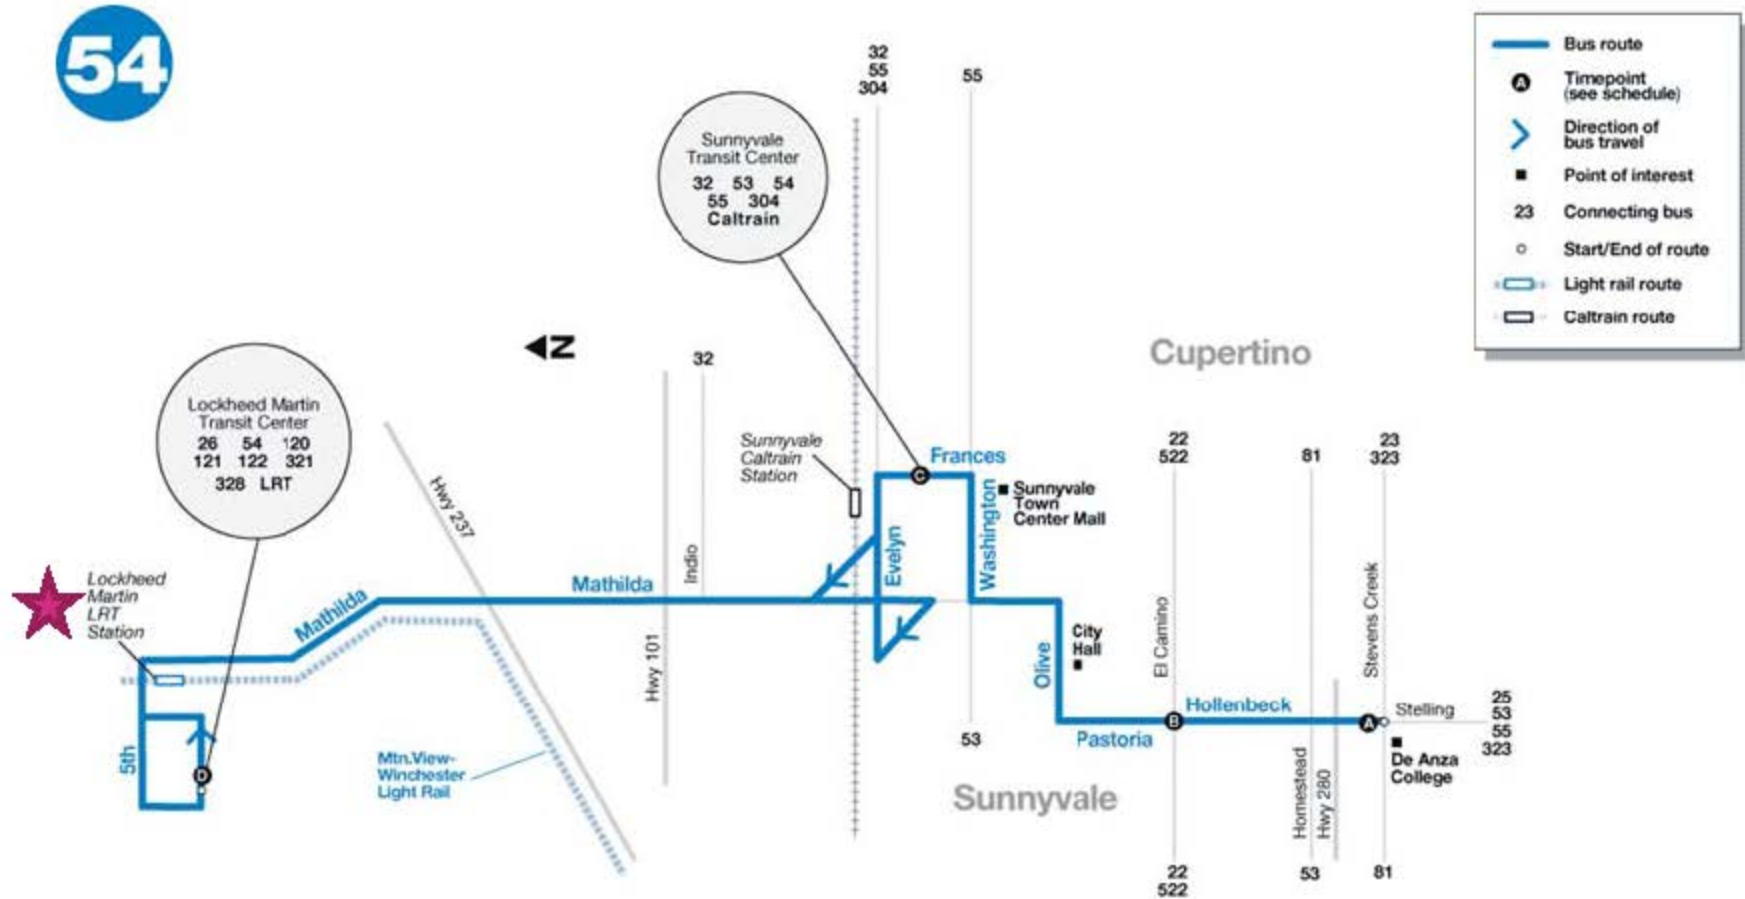 54
32
55
304
55
Sunnyvale
Transit Center
32 53 54
55 304
Caltrain
Bus route
A
Timepoint
(see schedule)
Direction of
bus travel
Point of interest
23 Connecting bus
Start/End of route
Light rail route
Caltrain route
N
32
Cupertino
Lockheed Martin
Transit Center
26 54 120
121 122 321
328 LRT
Hwy 237
Sunnyvale
Caltrain
Station
Frances
C
Sunnyvale
Town
Center Mall
22
522
81
23
323
Indio
Evelyn
Washington
Mathilda
Mathilda
Lockheed
Martin
LRT
Station
Hwy 101
City
Hall
Olive
El Camino
Stevens Creek
Hollenbeck
B
Pastoria
A
Stelling
25
53
55
323
De Anza
College
53
5th
D
Mtn.View-
Winchester
Light Rail
Sunnyvale
Homestead
Hwy 280
22
522
53
81